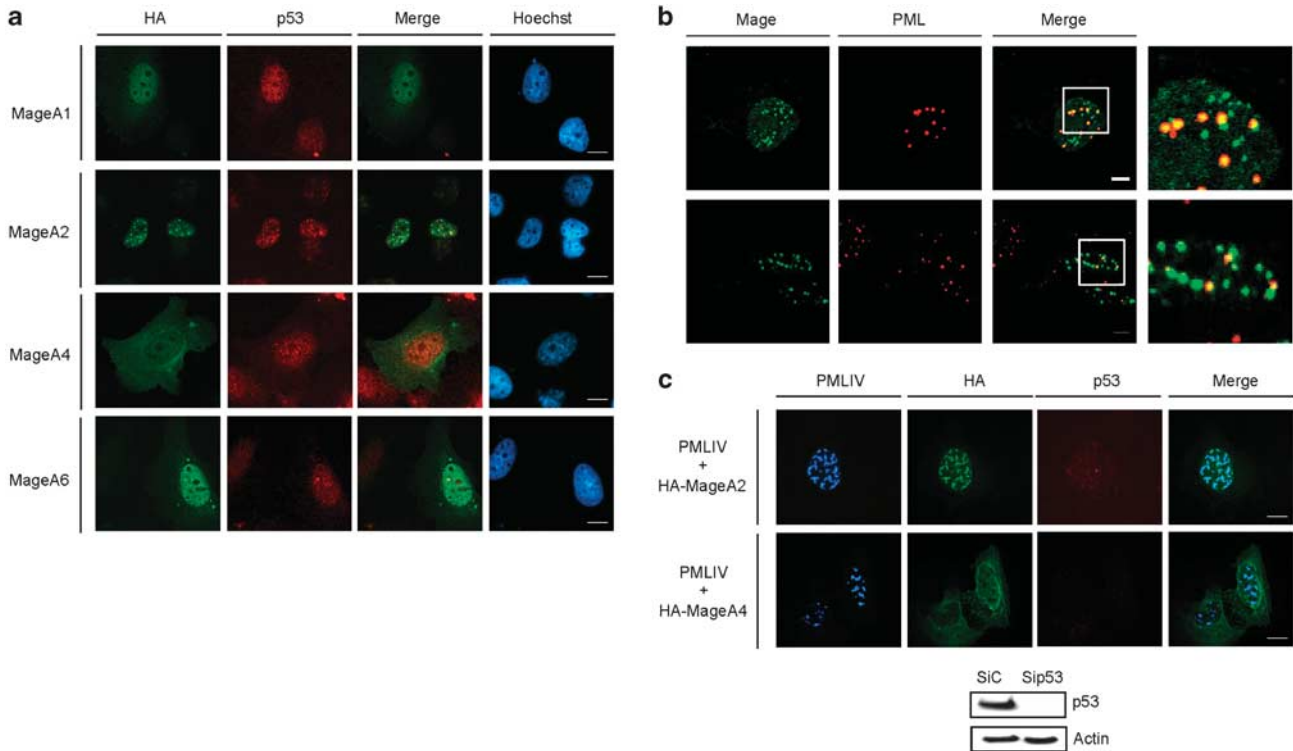 a
HA p53 Merge Hoechst
MageA1
MageA2
MageA4
MageA6
b
Mage PML Merge
c
PMLIV HA p53 Merge
PMLIV
+
HA-MageA2
PMLIV
+
HA-MageA4
SiC Sip53
p53
Actin